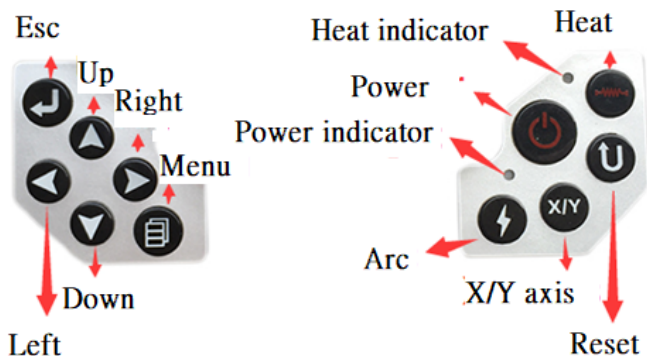 Esc
Up
Right
Menu
Down
Left
Heat indicator
Heat
Power
Power indicator
X/Y
Arc
X/Y axis
Reset